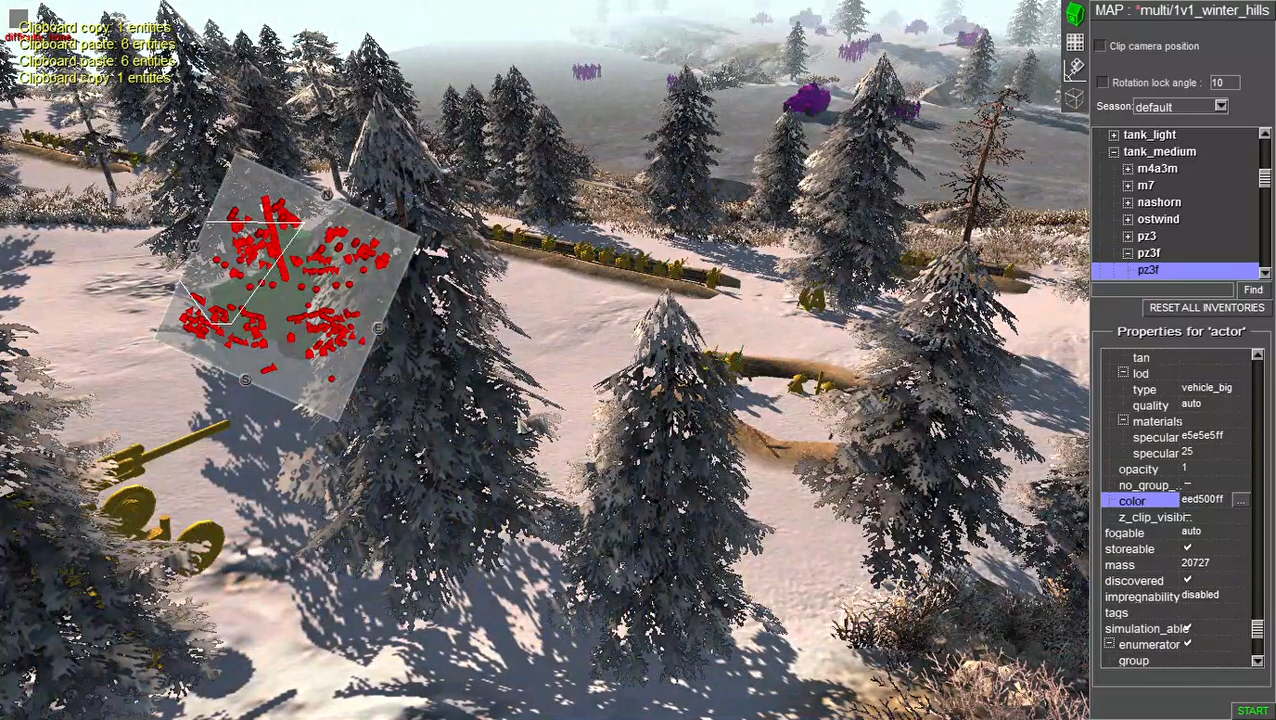 Clipboard copy: 1 entities
Clipboard paste: 6 entities
Clipboard paste: 6 entities
Clipboard copy: 1 entities
N
E
S
MAP : *multi/1v1_winter_hills
Clip camera position
Rotation lock angle : 10
Season: default
tank_light
tank_medium
m4a3m
m7
nashorn
ostwind
pz3
pz3f
pz3f
Find
RESET ALL INVENTORIES
Properties for 'actor'
tan
lod
type vehicle_big
quality auto
materials
specular e5e5e5ff
specular 25
opacity 1
no_group_..
color eed500ff ...
z_clip_visibi
fogable auto
storeable
mass 20727
discovered
impregnability disabled
tags
simulation_able
enumerator
group
START